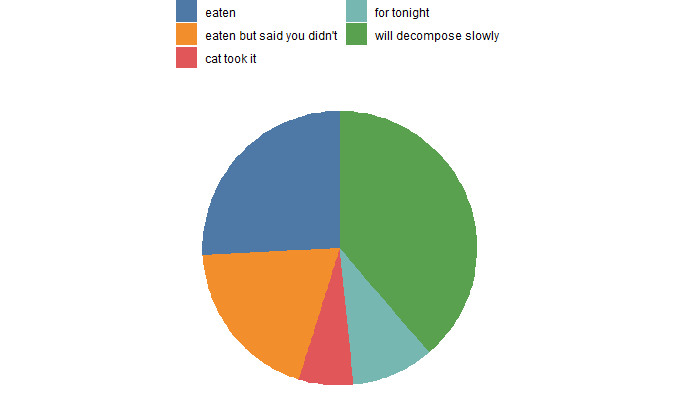 eaten
eaten but said you didn't
cat took it
for tonight
will decompose slowly